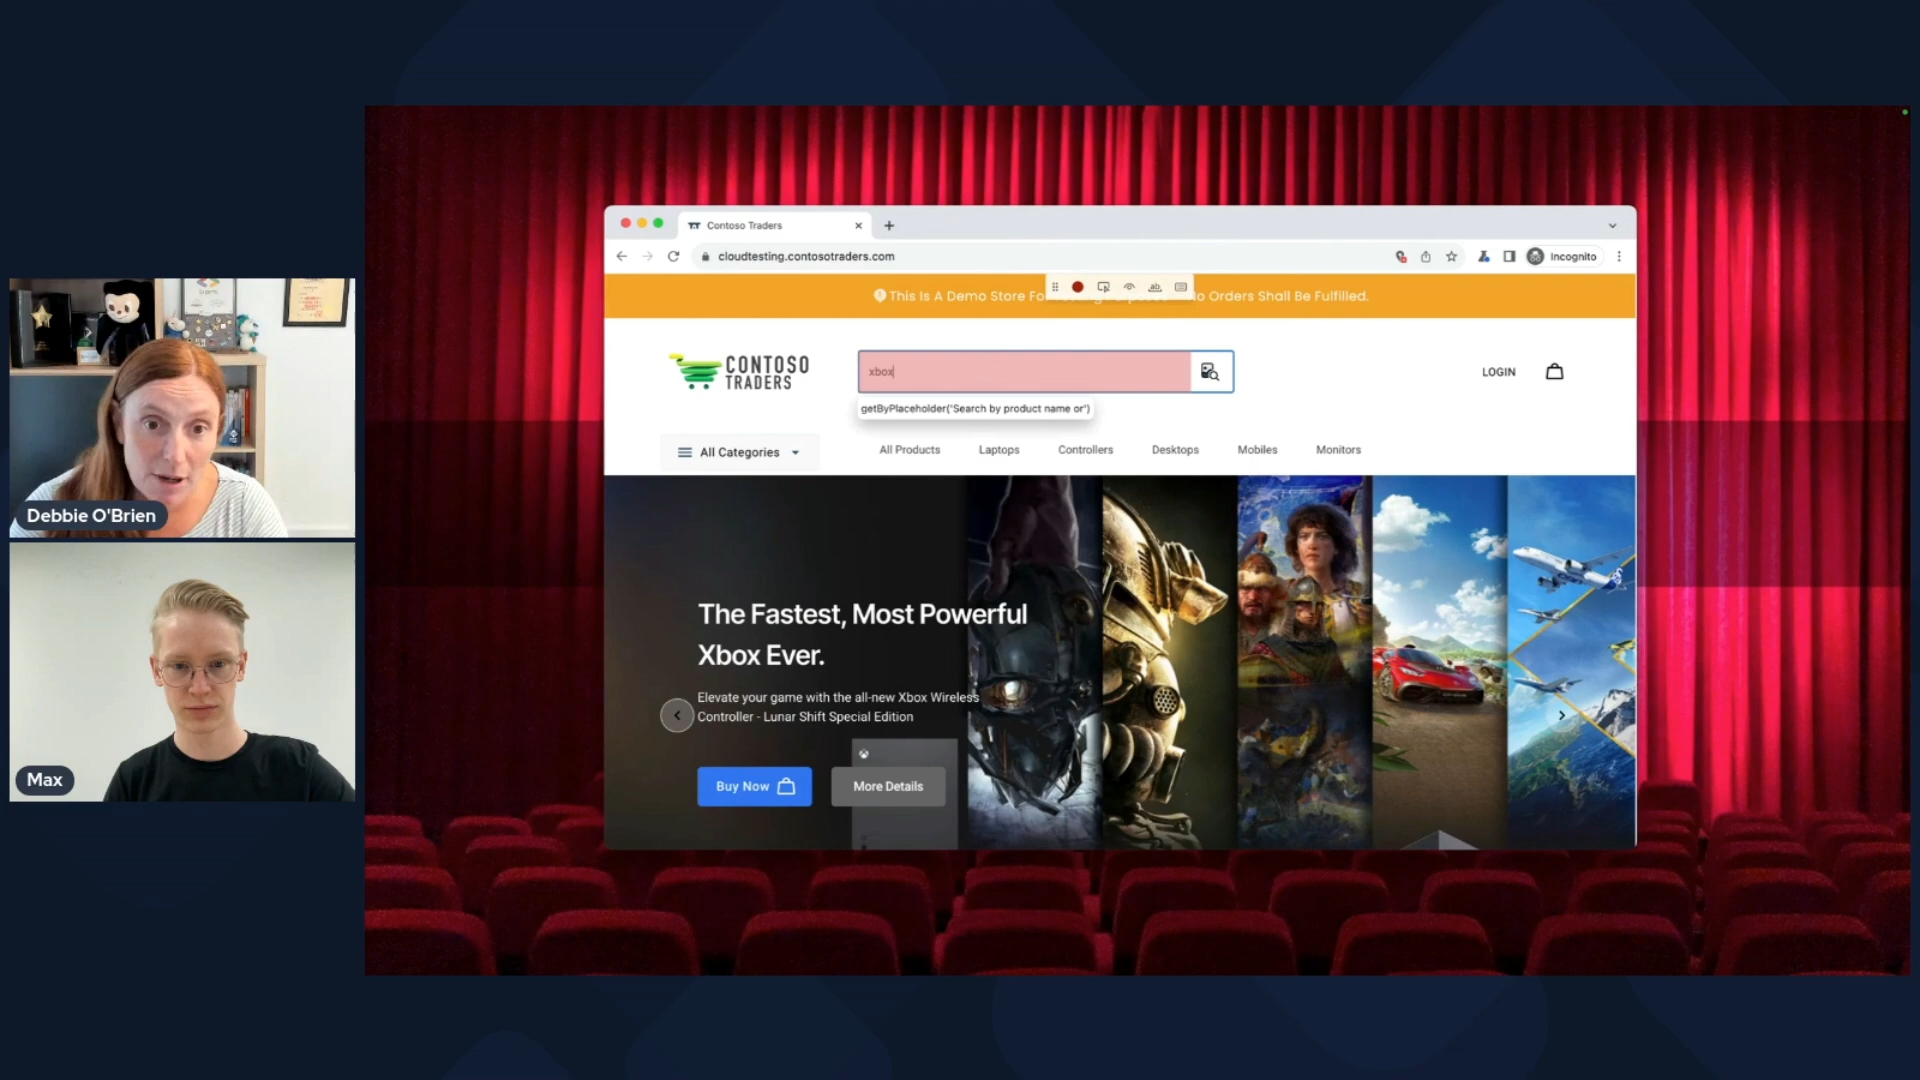 Contoso Traders
cloudtesting.contosotraders.com
Incognito
This Is A Demo Store Fo
o Orders Shall Be Fulfilled.
ab
CONTOSO
TRADERS
xbox
LOGIN
getByPlaceholder('Search by product name or')
All Categories
All Products
Laptops
Controllers
Desktops
Mobiles
Monitors
The Fastest, Most Powerful
Xbox Ever.
Elevate your game with the all-new Xbox Wireless
Controller - Lunar Shift Special Edition
Buy Now
More Details
Debbie O'Brien
Max